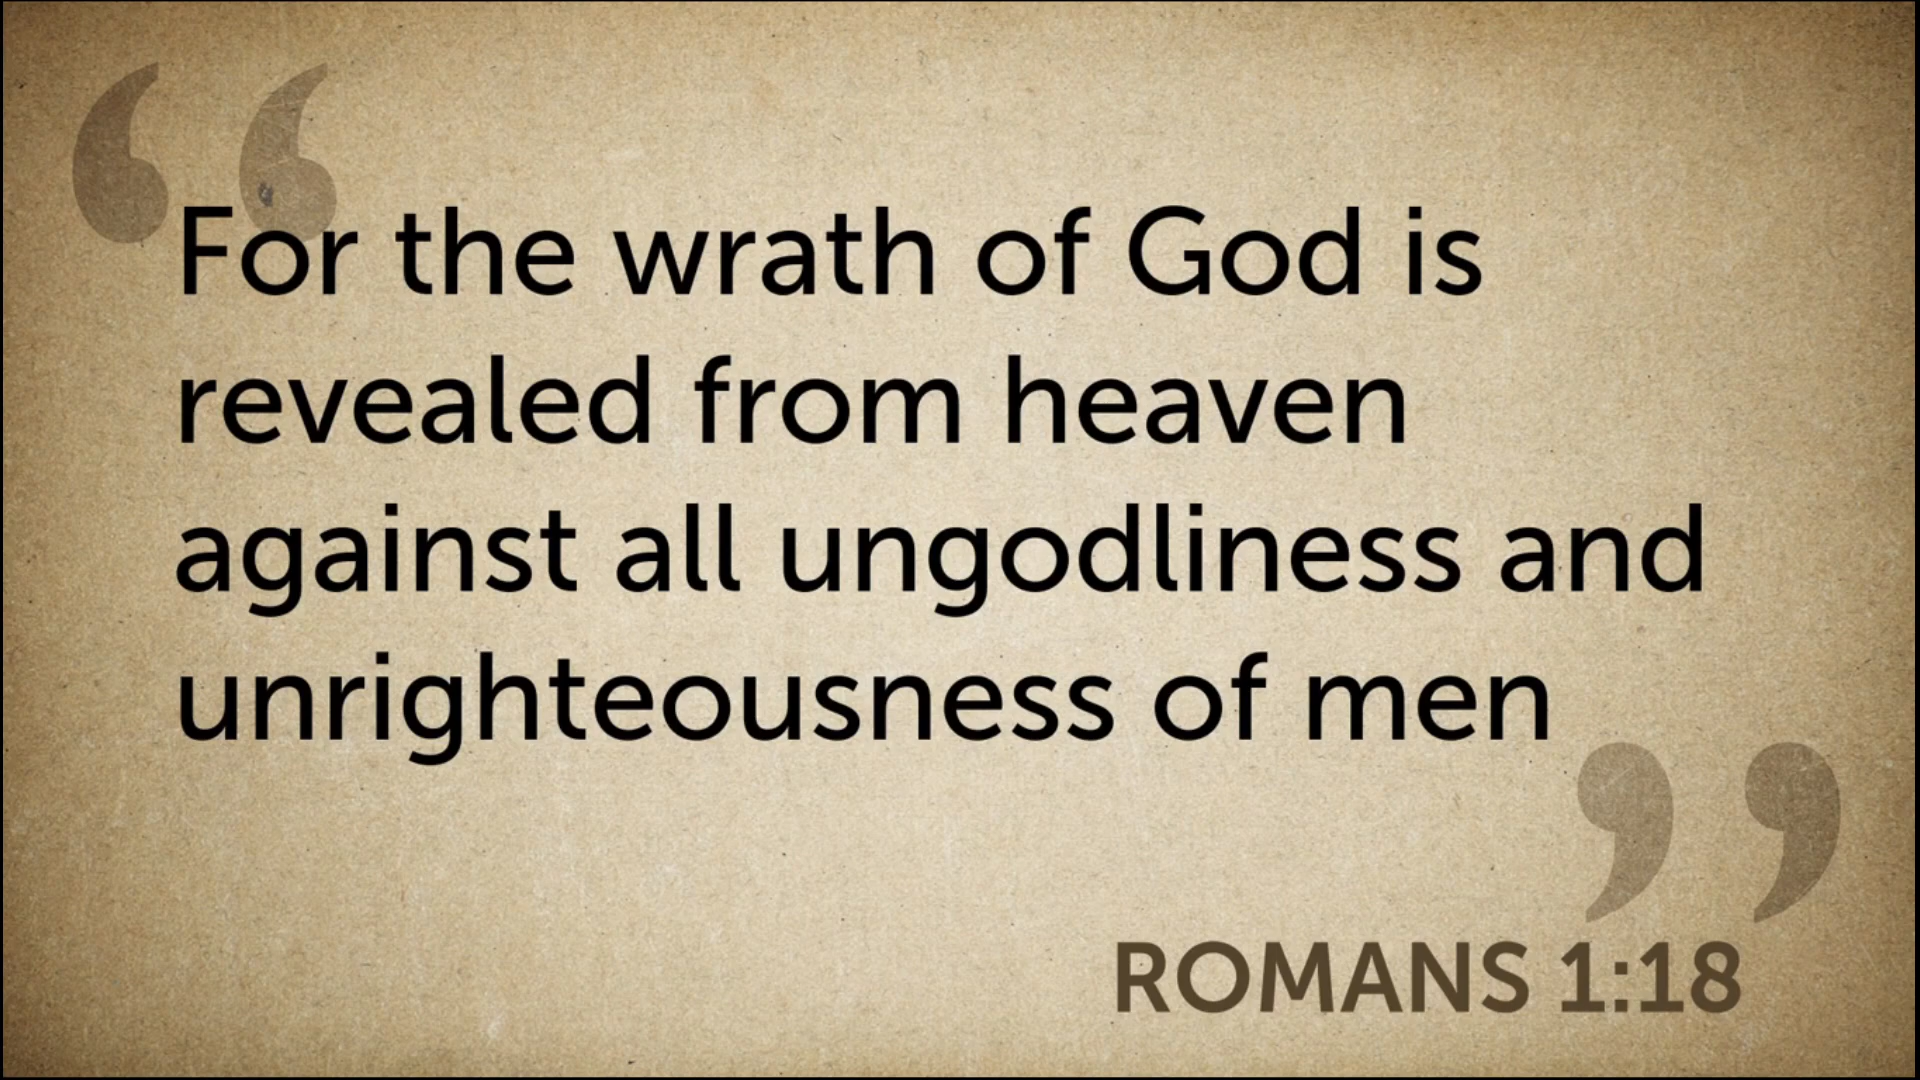 “For the wrath of God is
revealed from heaven
against all ungodliness and
unrighteousness of men”
ROMANS 1:18